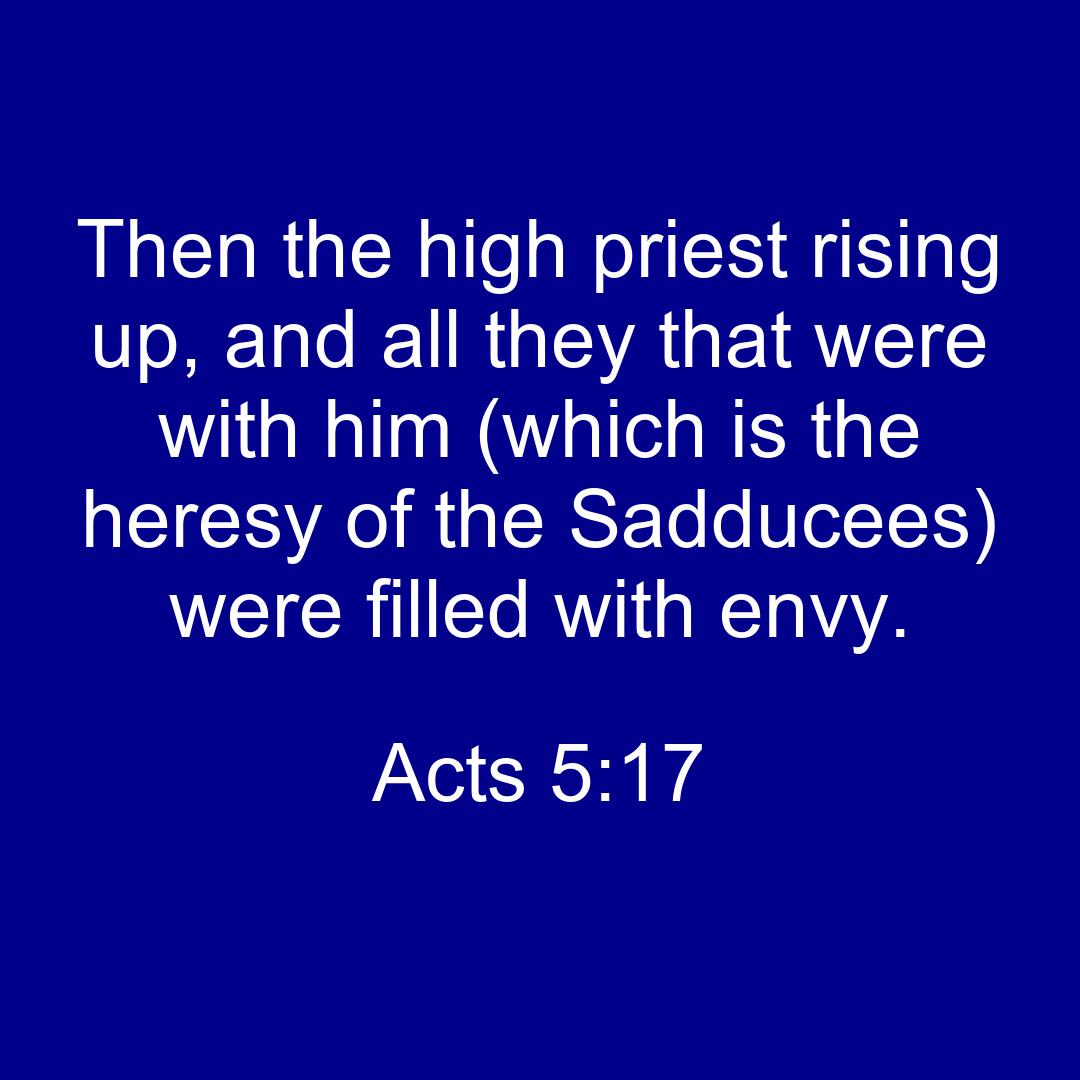 Then the high priest rising
up, and all they that were
with him (which is the
heresy of the Sadducees)
were filled with envy.
Acts 5:17